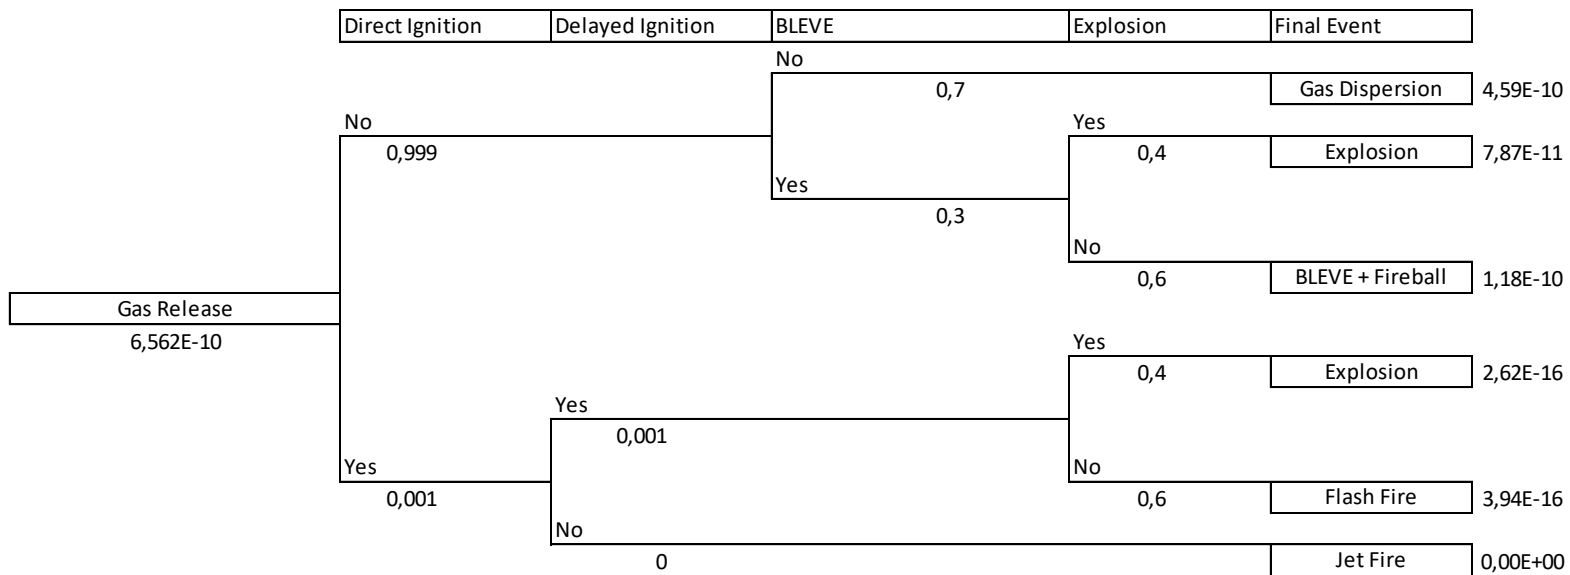 Direct Ignition Delayed Ignition BLEVE Explosion Final Event
No
0,7 Gas Dispersion 4,59E-10
No Yes
0,999 0,4 Explosion 7,87E-11
Yes
0,3
No
0,6 BLEVE + Fireball 1,18E-10
Gas Release
6,562E-10
Yes
0,4 Explosion 2,62E-16
Yes
0,001
Yes No
0,001 0,6 Flash Fire 3,94E-16
No
0 Jet Fire 0,00E+00